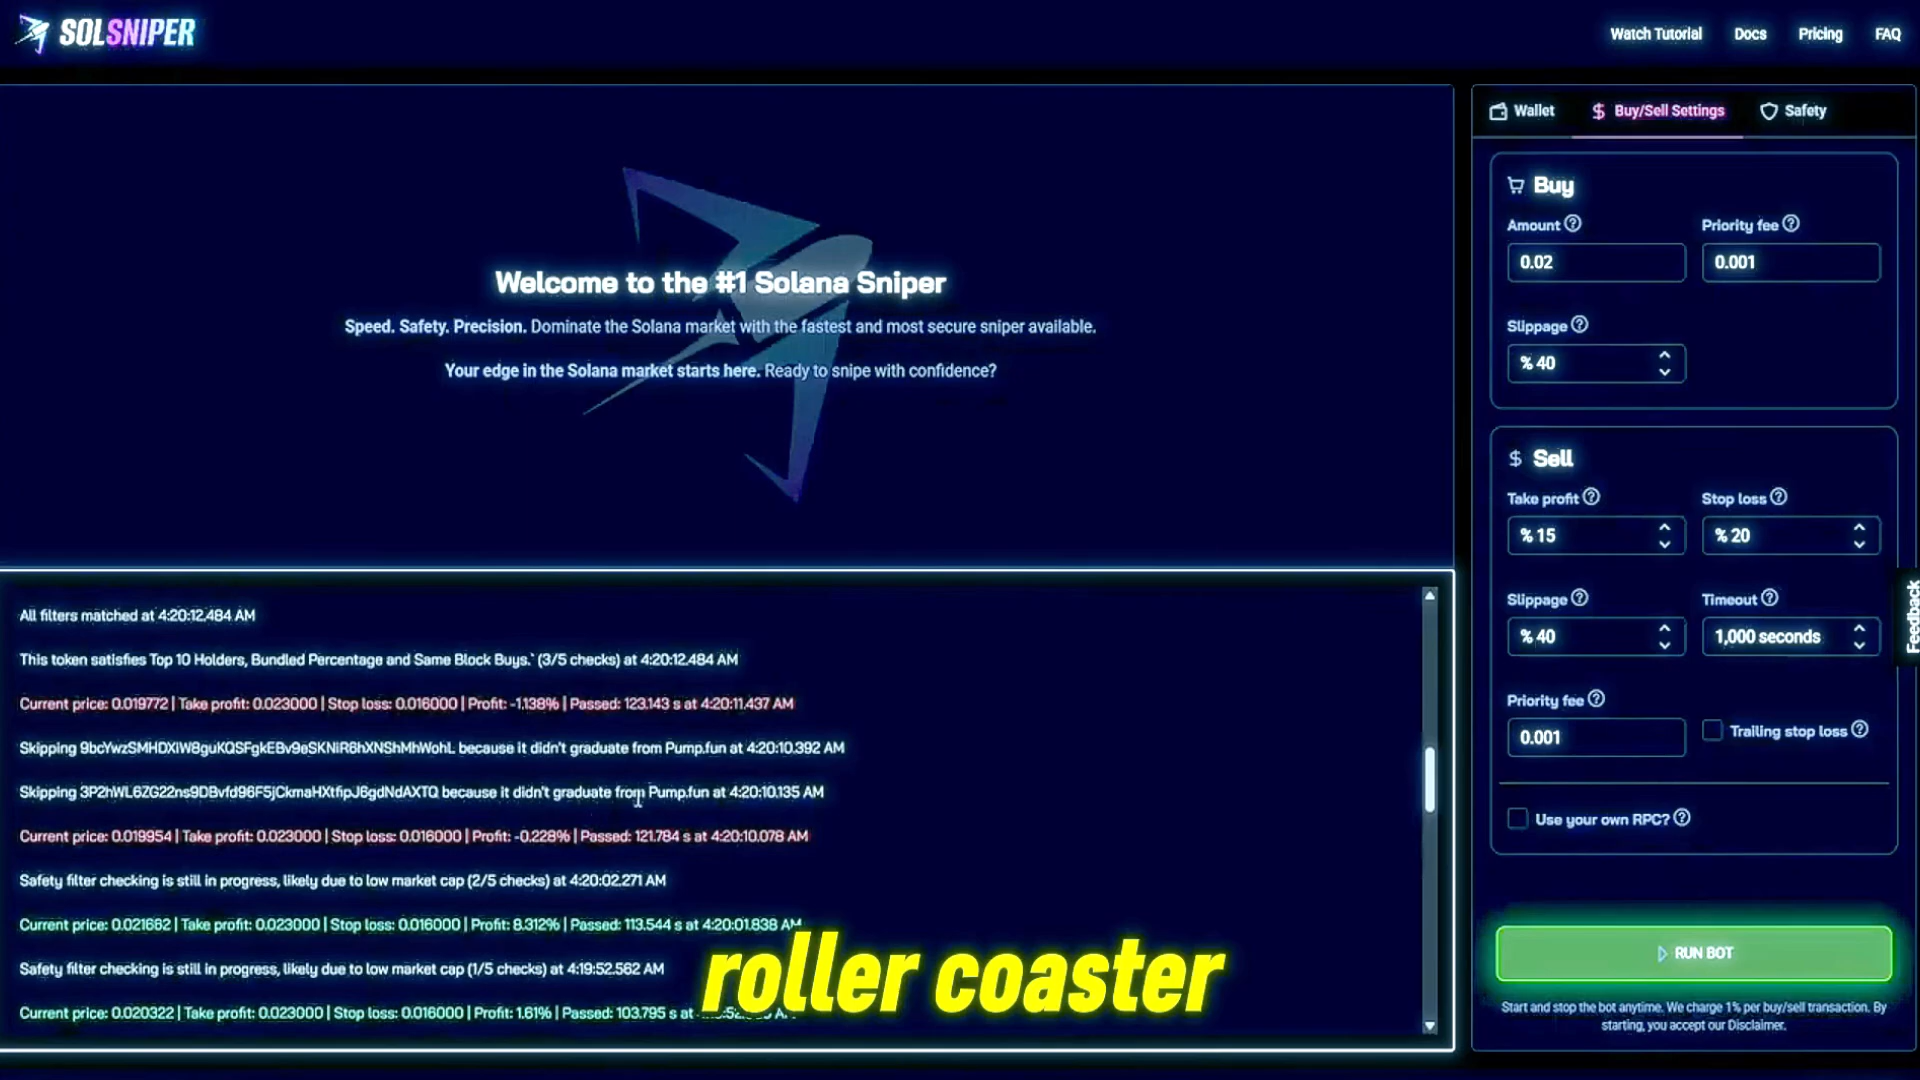 SOLSNIPER
Watch Tutorial
Docs
Pricing
FAQ
Welcome to the #1 Solana Sniper
Speed. Safety. Precision. Dominate the Solana market with the fastest and most secure sniper available.
Your edge in the Solana market starts here. Ready to snipe with confidence?
All filters matched at 4:20:12.484 AM
This token satisfies Top 10 Holders, Bundled Percentage and Same Block Buys.` (3/5 checks) at 4:20:12.484 AM
Current price: 0.019772 | Take profit: 0.023000 | Stop loss: 0.016000 | Profit: -1.138% | Passed: 123.143 s at 4:20:11.437 AM
Skipping because it didn't graduate from Pump.fun at 4:20:10.392 AM
Skipping because it didn't graduate from Pump.fun at 4:20:10.135 AM
Current price: 0.019954 | Take profit: 0.023000 | Stop loss: 0.016000 | Profit: -0.228% | Passed: 121.784 s at 4:20:10.078 AM
Safety filter checking is still in progress, likely due to low market cap (2/5 checks) at 4:20:02.271 AM
Current price: 0.021662 | Take profit: 0.023000 | Stop loss: 0.016000 | Profit: 8.312% | Passed: 113.544 s at 4:20:01.838 AM
Safety filter checking is still in progress, likely due to low market cap (1/5 checks) at 4:19:52.562 AM
Current price: 0.020322 | Take profit: 0.023000 | Stop loss: 0.016000 | Profit: 1.61% | Passed: 103.795 s at
roller coaster
Wallet
Buy/Sell Settings
Safety
Buy
Amount
Priority fee
0.02
0.001
Slippage
% 40
Sell
Take profit
Stop loss
% 15
% 20
Slippage
Timeout
% 40
1,000 seconds
Priority fee
0.001
Trailing stop loss
Use your own RPC?
RUN BOT
Start and stop the bot anytime. We charge 1% per buy/sell transaction. By
starting, you accept our Disclaimer.
Feedback